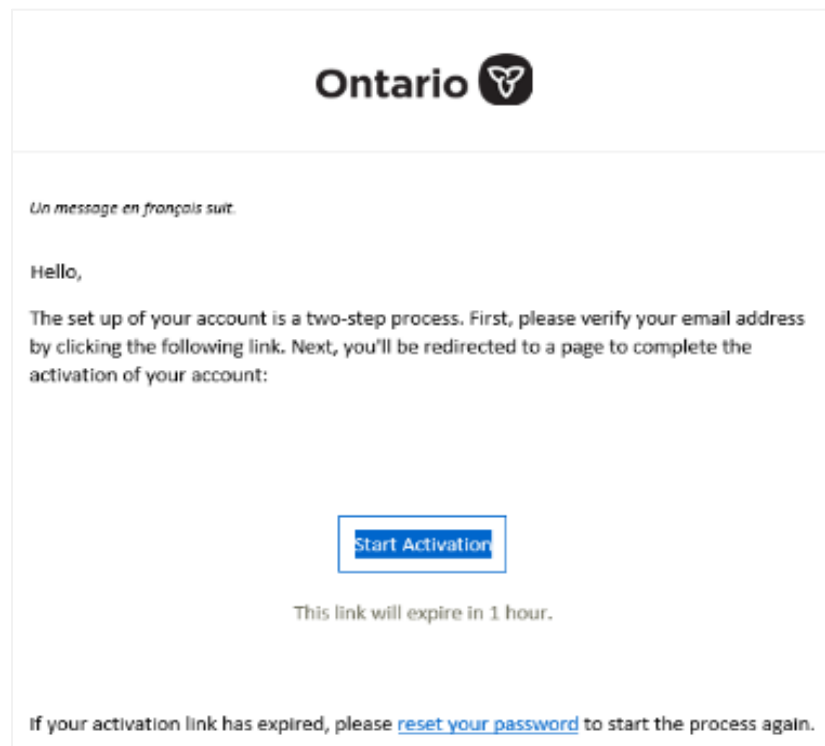 Ontario
Un message en français suit.
Hello,
The set up of your account is a two-step process. First, please verify your email address
by clicking the following link. Next, you'll be redirected to a page to complete the
activation of your account:
Start Activation
This link will expire in 1 hour.
If your activation link has expired, please reset your password to start the process again.